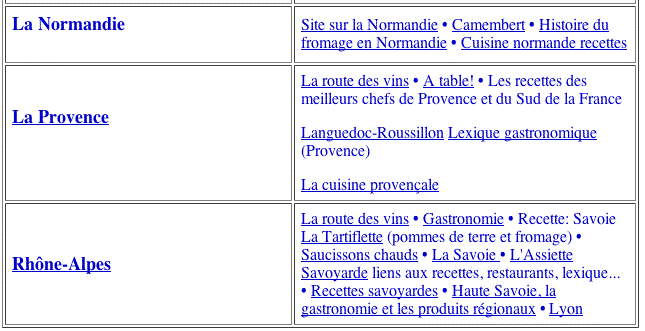 La Normandie
Site sur la Normandie • Camembert • Histoire du
fromage en Normandie • Cuisine normande recettes
La Provence
La route des vins • A table! • Les recettes des
meilleurs chefs de Provence et du Sud de la France
Languedoc-Roussillon Lexique gastronomique
(Provence)
La cuisine provençale
Rhône-Alpes
La route des vins • Gastronomie • Recette: Savoie
La Tartiflette (pommes de terre et fromage) •
Saucissons chauds • La Savoie • L'Assiette
Savoyarde liens aux recettes, restaurants, lexique...
• Recettes savoyardes • Haute Savoie, la
gastronomie et les produits régionaux • Lyon